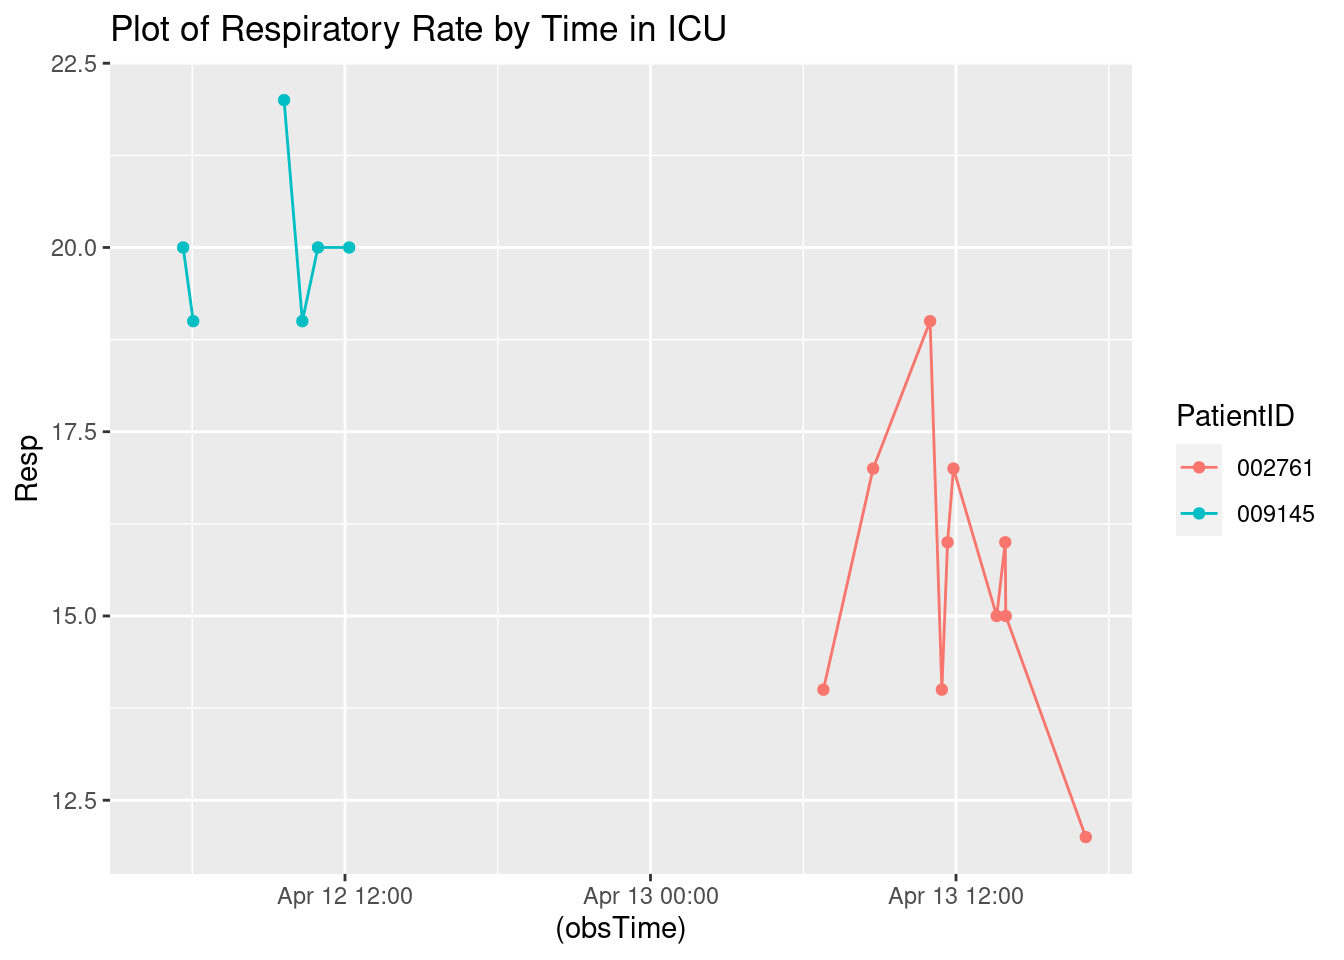 Plot of Respiratory Rate by Time in ICU
22.5
20.0
17.5
15.0
12.5
Resp
Apr 12 12:00
Apr 13 00:00
Apr 13 12:00
(obsTime)
PatientID
002761
009145